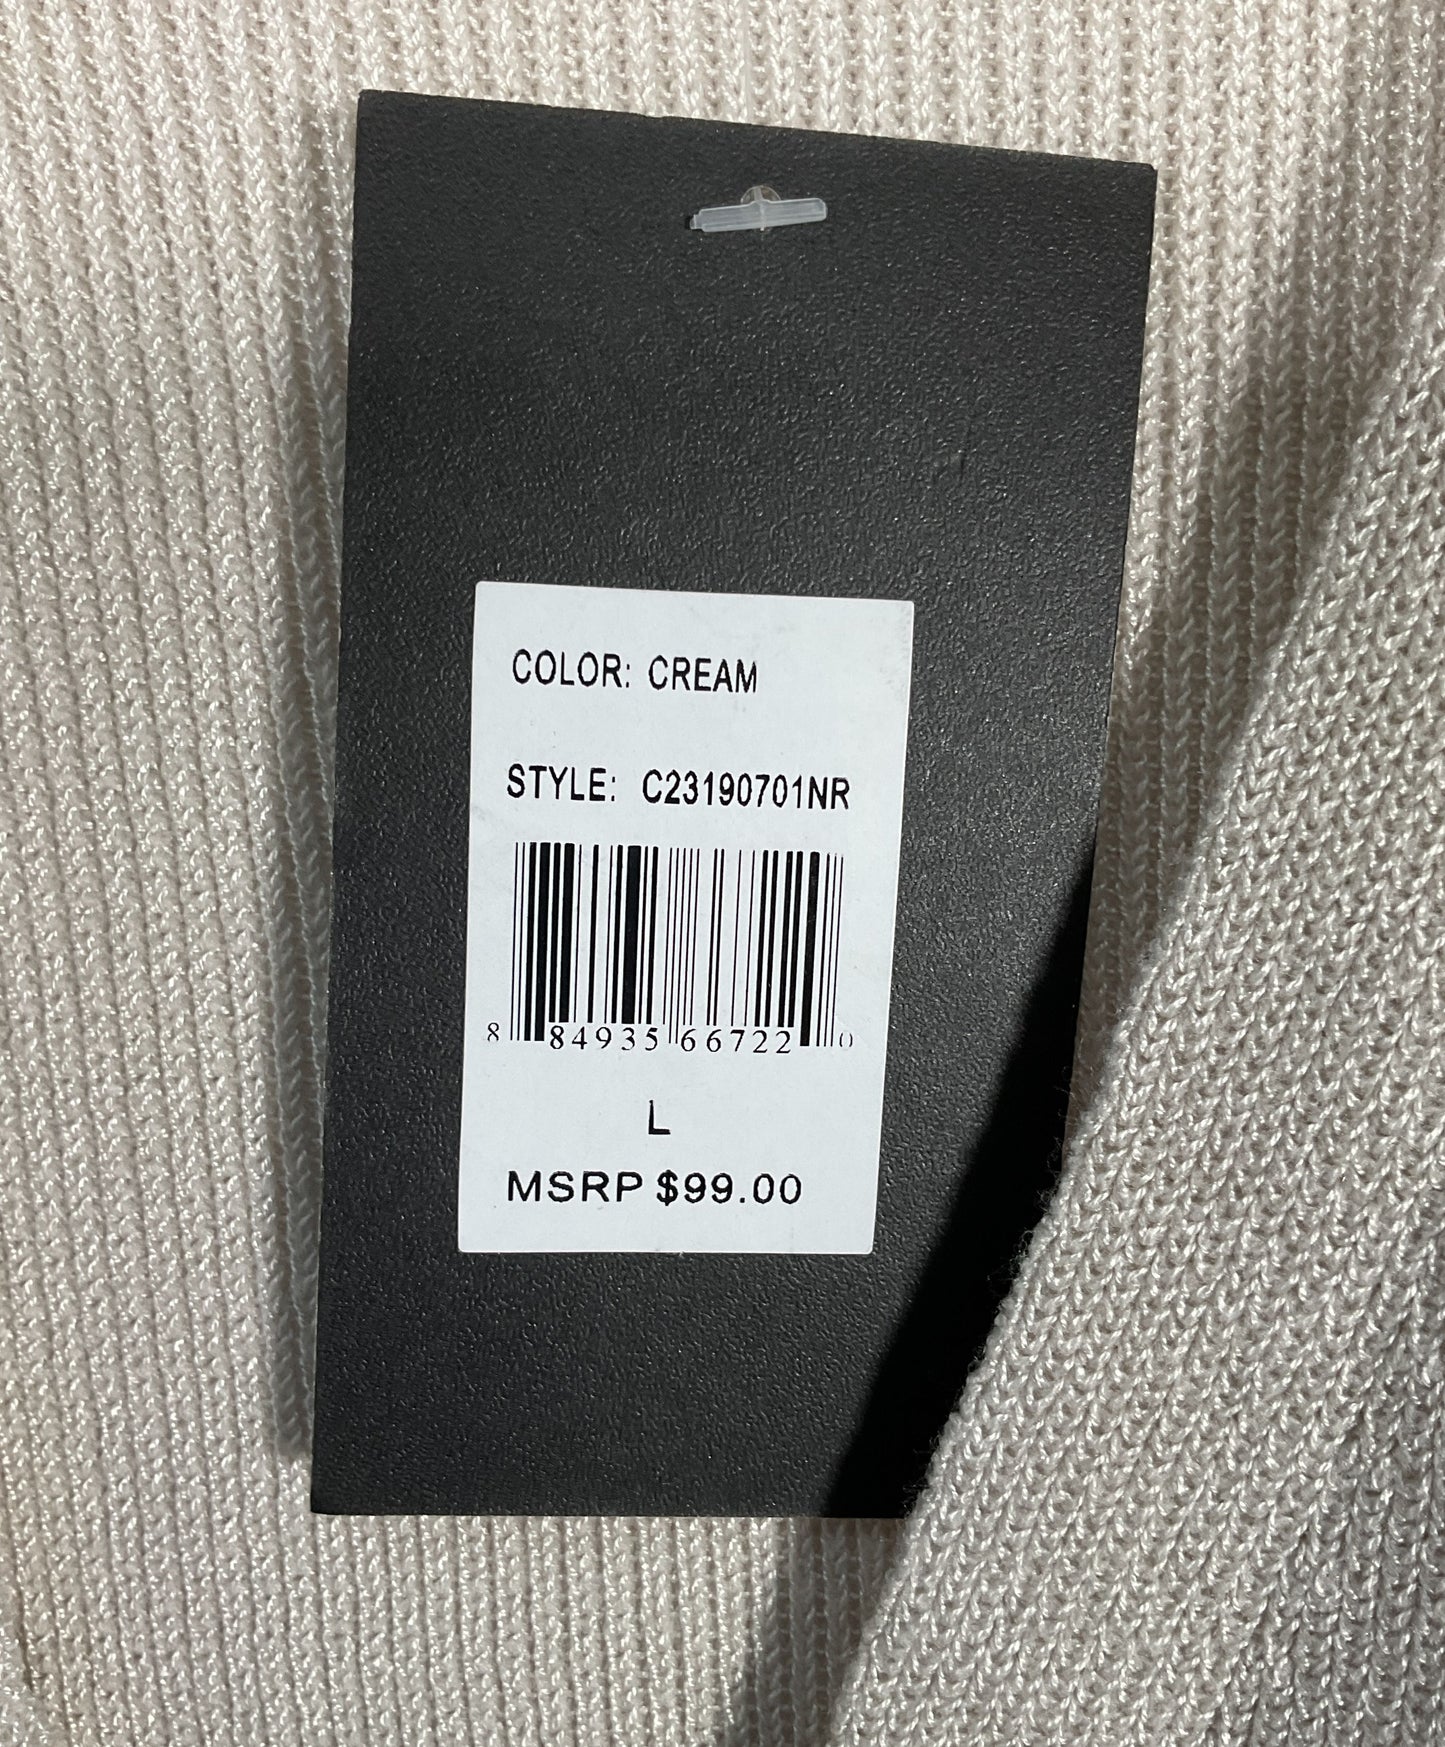 COLOR: CREAM
STYLE: C23190701NR
8 84935 66722 0
L
MSRP $99.00